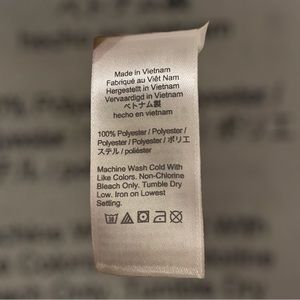 Made in Vietnam
Fabriqué au Việt Nam
Hergestellt in Vietnam
Vervaardigd in Vietnam
ベトナム製
hecho en vietnam
100% Polyester / Polyester /
Polyester / Polyester / ポリエ
ステル / poliéster
Machine Wash Cold With
Like Colors. Non-Chlorine
Bleach Only. Tumble Dry
Low. Iron on Lowest
Setting.